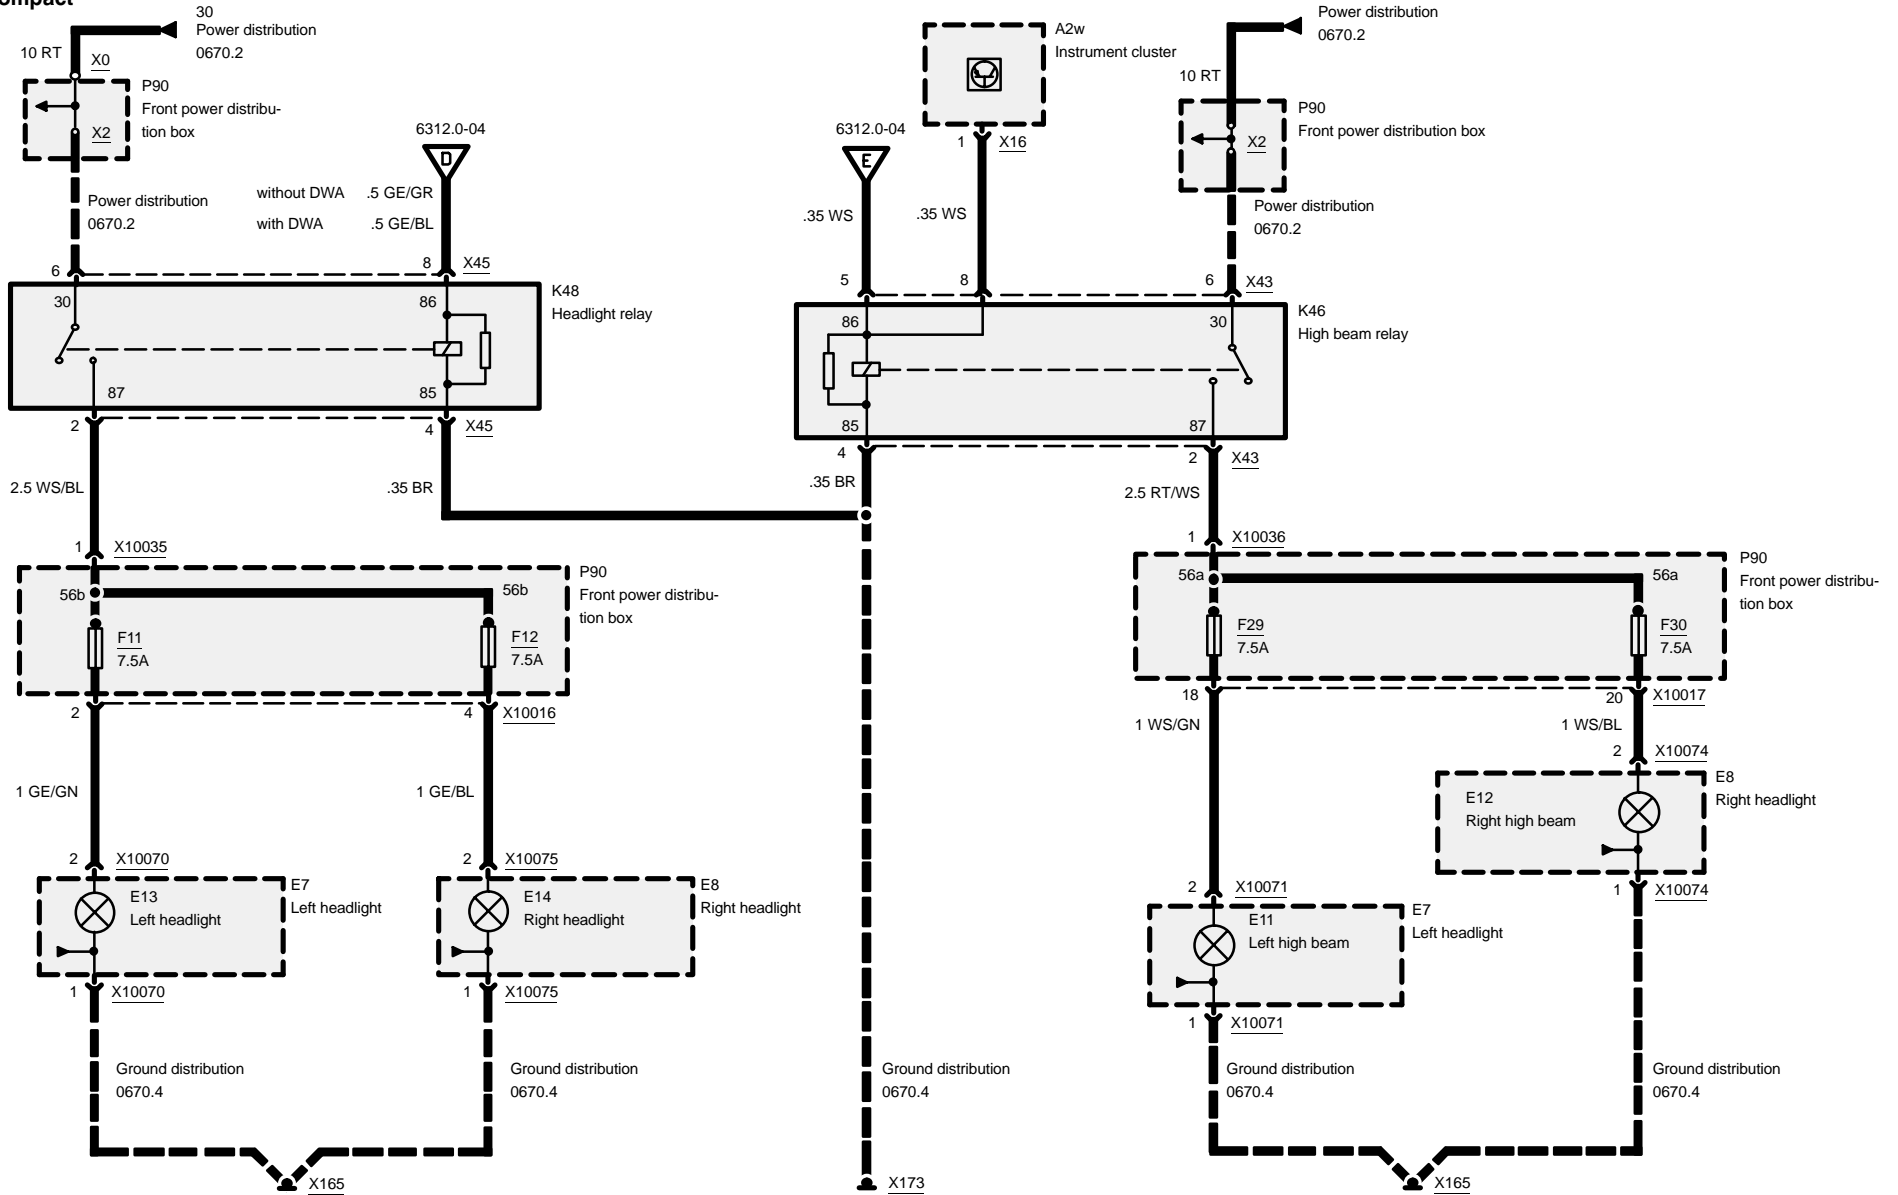 30
Power distribution
0670.2
10 RT
X0
P90
Front power distribu-
tion box
X2
Power distribution
0670.2
6312.0-04
D
without DWA .5 GE/GR
with DWA .5 GE/BL
6
8
X45
30
86
K48
Headlight relay
87
85
2
4
X45
2.5 WS/BL
.35 BR
1
X10035
56b
56b
P90
Front power distribu-
tion box
F11
7.5A
F12
7.5A
2
4
X10016
1 GE/GN
1 GE/BL
2
X10070
2
X10075
E13
Left headlight
E7
Left headlight
E14
Right headlight
E8
Right headlight
1
X10070
1
X10075
Ground distribution
0670.4
Ground distribution
0670.4
X165
A2w
Instrument cluster
1
X16
6312.0-04
E
.35 WS
.35 WS
Power distribution
0670.2
10 RT
P90
Front power distribution box
X2
Power distribution
0670.2
5
8
6
X43
86
30
K46
High beam relay
85
87
4
2
X43
.35 BR
2.5 RT/WS
1
X10036
56a
56a
P90
Front power distribu-
tion box
F29
7.5A
F30
7.5A
18
20
X10017
1 WS/GN
1 WS/BL
2
X10074
E12
Right high beam
E8
Right headlight
1
X10074
2
X10071
E11
Left high beam
E7
Left headlight
1
X10071
Ground distribution
0670.4
Ground distribution
0670.4
Ground distribution
0670.4
X173
X165